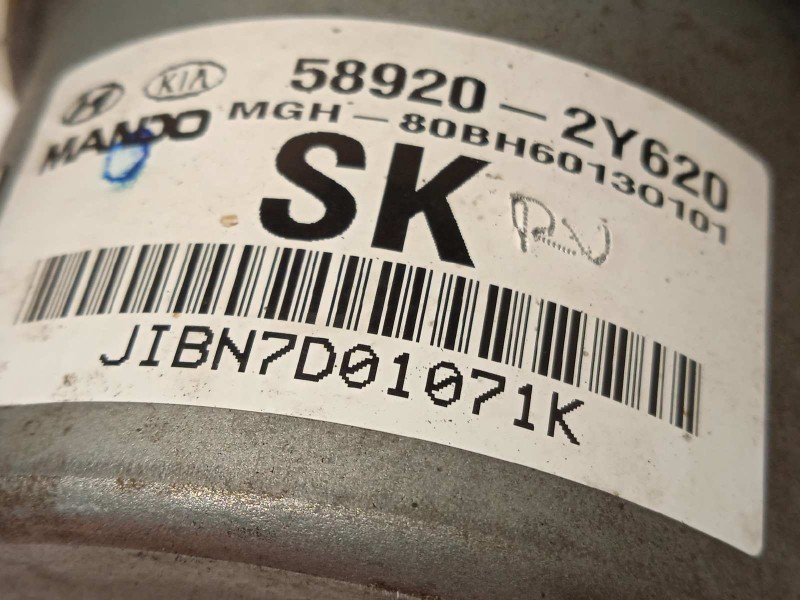 KIA 58920-2Y620
MANDO MGH-80BH60130101
SK
JIBN7D01071K